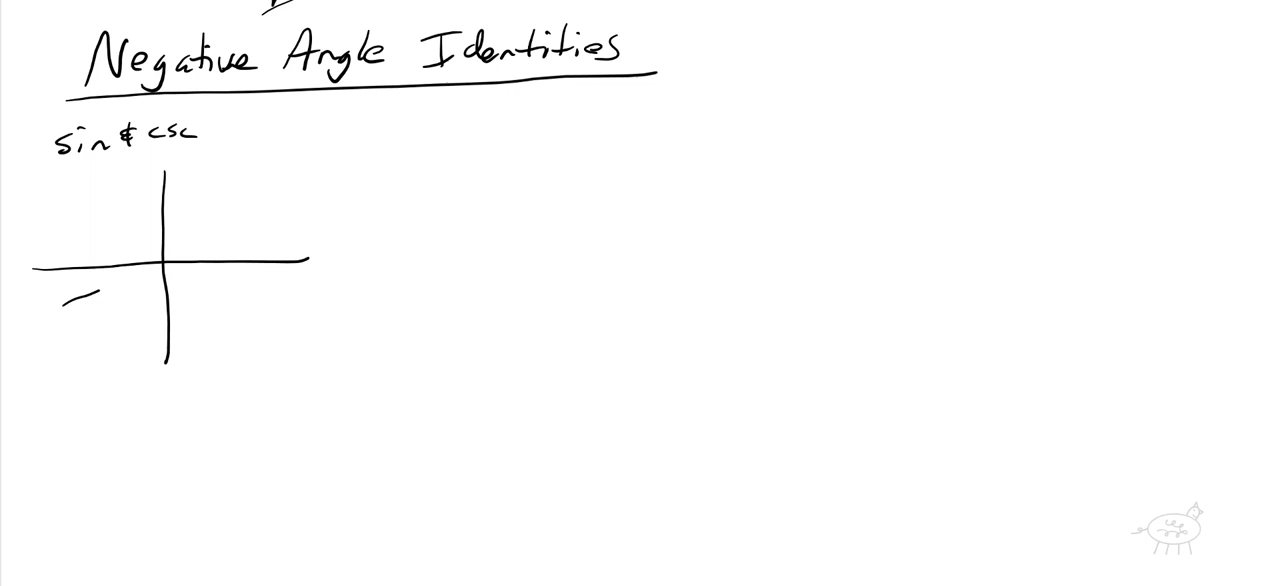 Negative Angle Identities
sin & csc
−